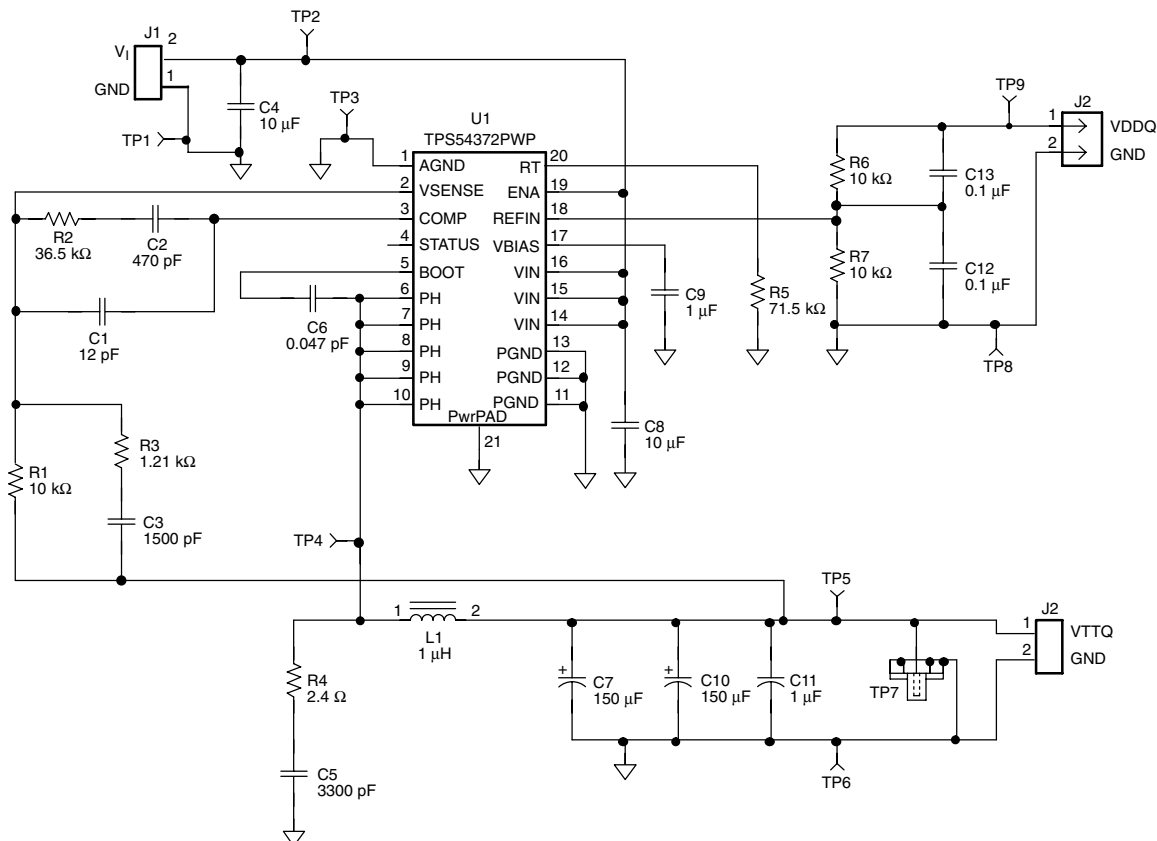 TP2
J1
2
VI
1
GND
TP1
C4
10 µF
TP3
U1
TPS54372PWP
1
AGND
RT
20
2
VSENSE
ENA
19
3
COMP
REFIN
18
4
STATUS
VBIAS
17
5
BOOT
VIN
16
6
PH
VIN
15
7
PH
VIN
14
8
PH
PGND
13
9
PH
PGND
12
10
PH
PGND
11
PwrPAD
21
R2
36.5 kΩ
C2
470 pF
C1
12 pF
C6
0.047 pF
C9
1 µF
R5
71.5 kΩ
C8
10 µF
TP9
J2
1
VDDQ
2
GND
R6
10 kΩ
C13
0.1 µF
R7
10 kΩ
C12
0.1 µF
TP8
R3
1.21 kΩ
R1
10 kΩ
C3
1500 pF
TP4
1
2
L1
1 µH
R4
2.4 Ω
C5
3300 pF
+
C7
150 µF
+
C10
150 µF
C11
1 µF
TP5
TP7
TP6
J2
1
VTTQ
2
GND